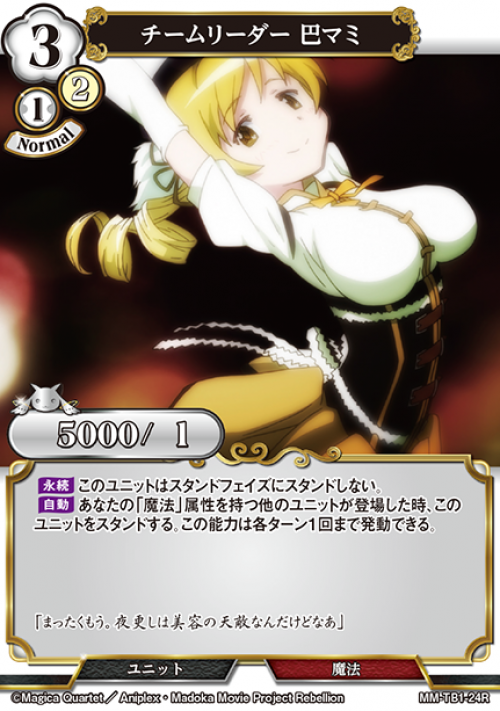 チームリーダー 巴マミ
3
2
1
Normal
5000/ 1
永続 このユニットはスタンドフェイズにスタンドしない。
自動 あなたの「魔法」属性を持つ他のユニットが登場した時、この
ユニットをスタンドする。この能力は各ターン1回まで発動できる。
「まったくもう。夜更しは美容の天敵なんだけどなあ」
ユニット 魔法
©Magica Quartet／Aniplex・Madoka Movie Project Rebellion MM-TB1-24R